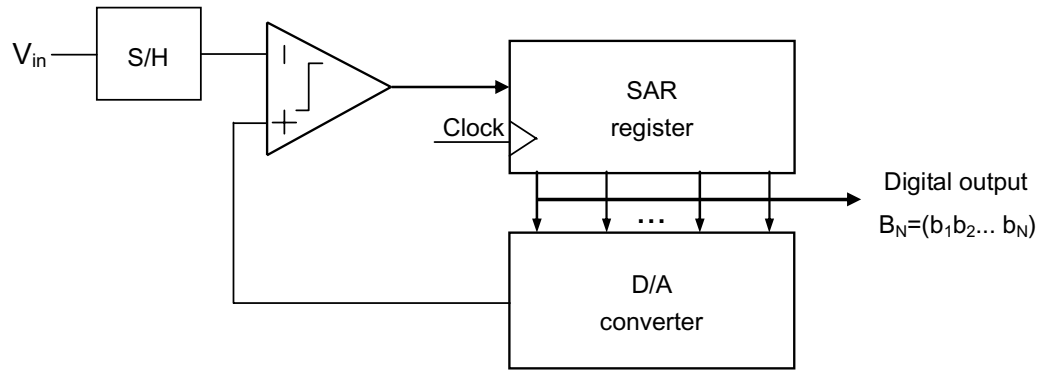 V_in
S/H
SAR
register
Clock
Digital output
B_N=(b_1b_2... b_N)
...
D/A
converter